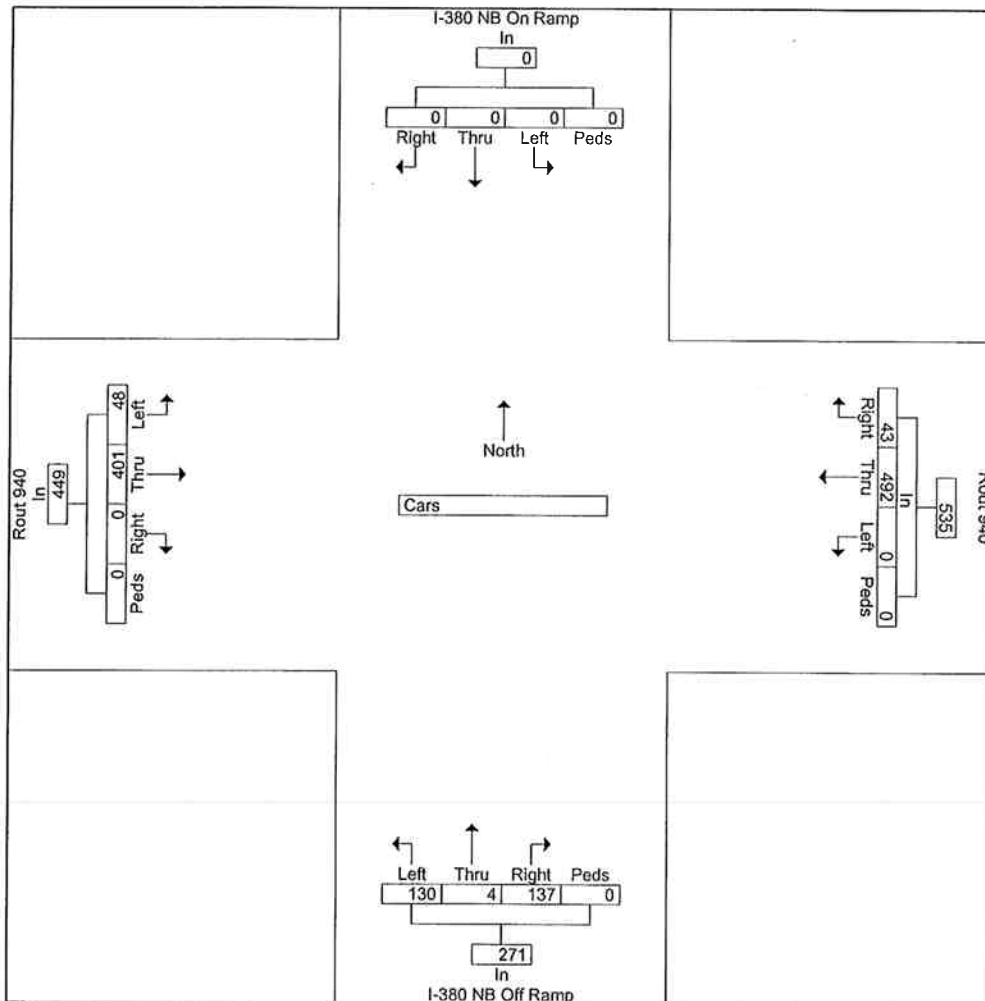 I-380 NB On Ramp
In
0
0 0 0 0
Right Thru Left Peds
Rout 940
In
449
48 401 0 0
Left Thru Right Peds
North
Cars
Right Thru Left Peds
43 492 0 0
In
535
Rout 940
Left Thru Right Peds
130 4 137 0
271
In
I-380 NB Off Ramp